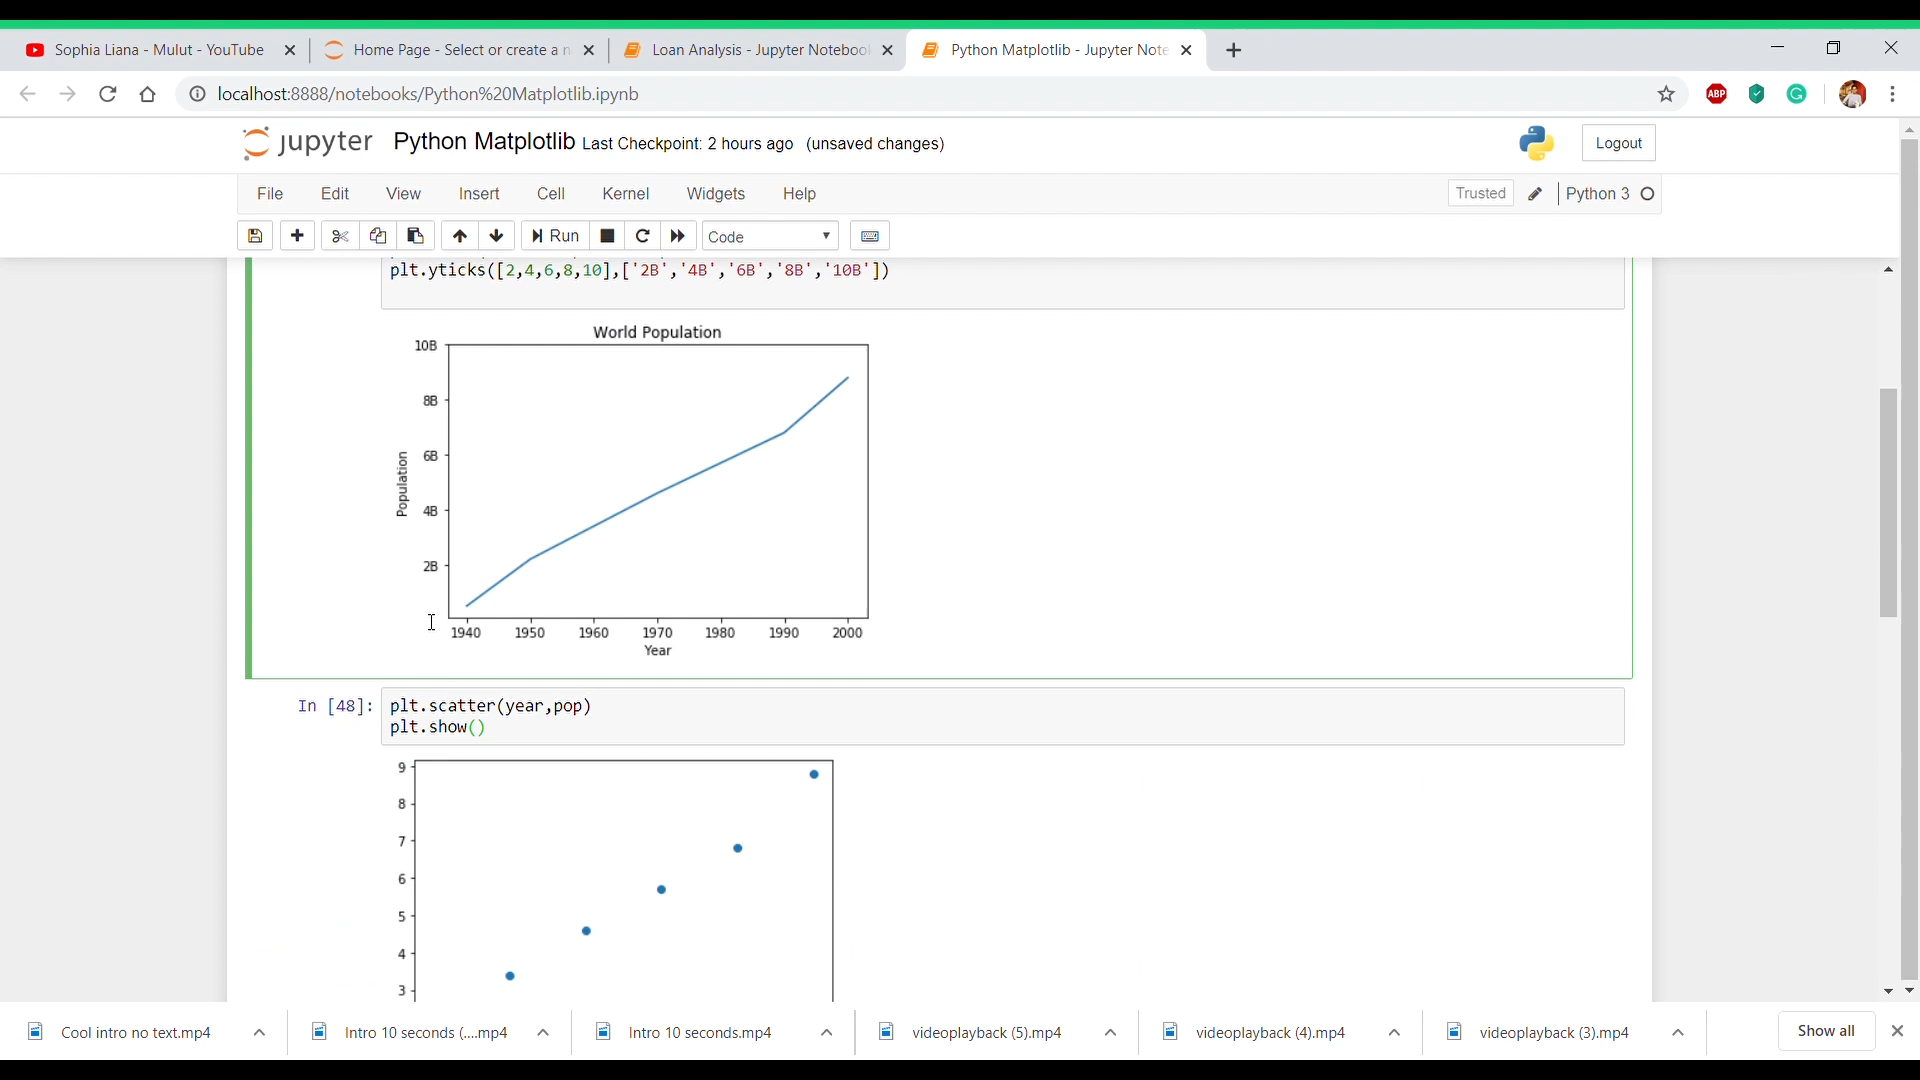 Sophia Liana - Mulut - YouTube
Home Page - Select or create a n
Loan Analysis - Jupyter Notebook
Python Matplotlib - Jupyter Note
localhost:8888/notebooks/Python%20Matplotlib.ipynb
ABP
jupyter Python Matplotlib Last Checkpoint: 2 hours ago (unsaved changes)
Logout
File Edit View Insert Cell Kernel Widgets Help
Trusted
Python 3
Run
Code
plt.yticks([2,4,6,8,10],['2B','4B','6B','8B','10B'])
World Population
10B
8B
6B
4B
2B
Population
1940 1950 1960 1970 1980 1990 2000
Year
In [48]: plt.scatter(year,pop)
plt.show()
9
8
7
6
5
4
3
Cool intro no text.mp4
Intro 10 seconds (....mp4
Intro 10 seconds.mp4
videoplayback (5).mp4
videoplayback (4).mp4
videoplayback (3).mp4
Show all